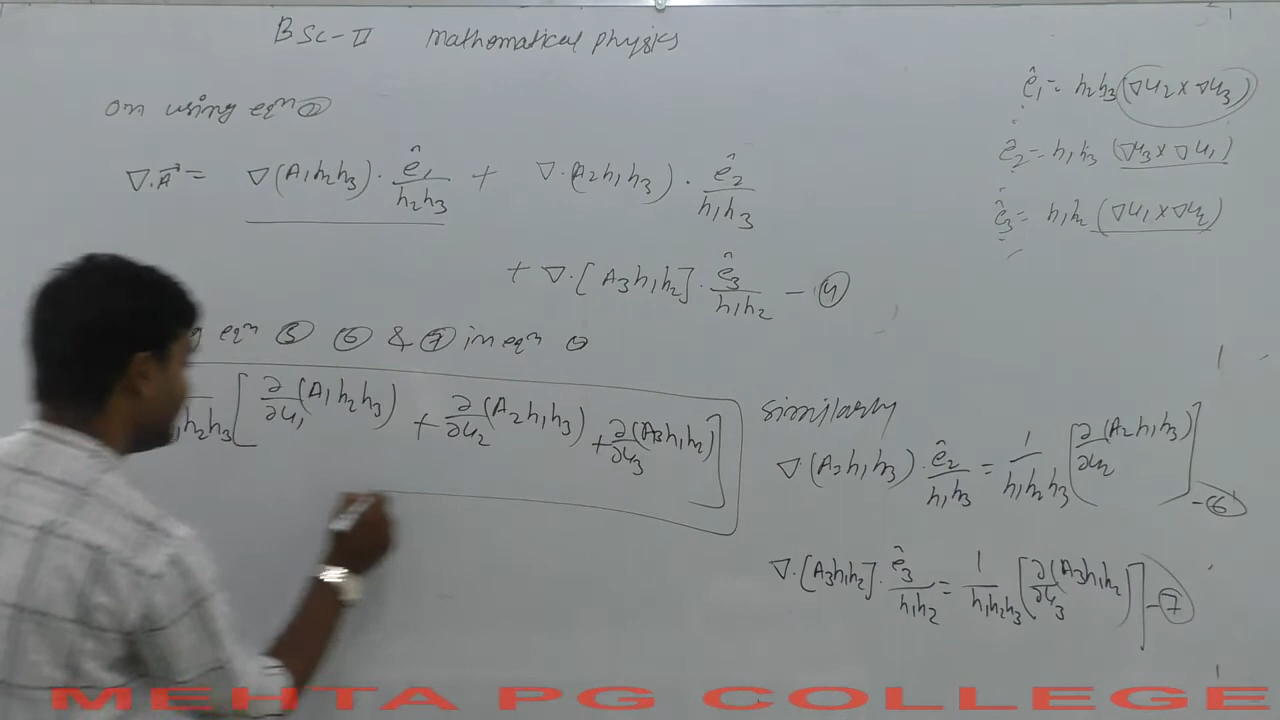 BSc-II mathomatical physics
on using eqⁿ ②
∇.A⃗ = ∇(A₁h₂h₃). ê₁/h₂h₃ + ∇.(A₂h₁h₃). ê₂/h₁h₃
+ ∇.[A₃h₁h₂]. ê₃/h₁h₂ – ④
eqⁿ ⑤ ⑥ & ⑦ in eqⁿ
h₂h₃ [∂/∂u₁ (A₁h₂h₃) + ∂/∂u₂ (A₂h₁h₃) + ∂/∂u₃ (A₃h₁h₂)]
ê₁ = h₂h₃ (∇u₂ × ∇u₃)
ê₂ = h₁h₃ (∇u₃ × ∇u₁)
ê₃ = h₁h₂ (∇u₁ × ∇u₂)
similarly
∇.(A₂h₁h₃). ê₂/h₁h₃ = 1/h₁h₂h₃ [∂/∂u₂ (A₂h₁h₃)] – ⑥
∇.[A₃h₁h₂]. ê₃/h₁h₂ = 1/h₁h₂h₃ [∂/∂u₃ (A₃h₁h₂)] – ⑦
MEHTA PG COLLEGE